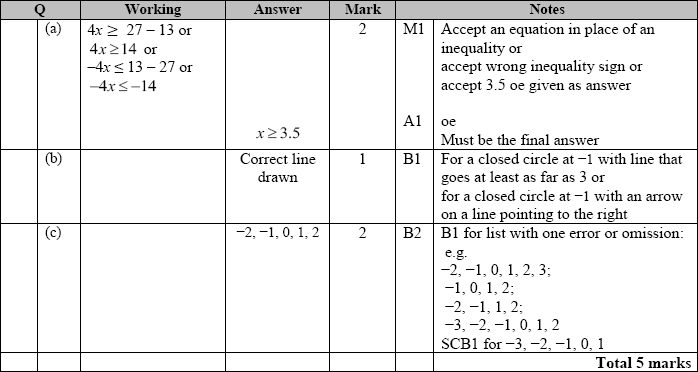 Q Working Answer Mark Notes
(a) 4x ≥ 27 – 13 or 2 M1 Accept an equation in place of an
4x ≥ 14 or inequality or
–4x ≤ 13 – 27 or accept wrong inequality sign or
–4x ≤ –14 accept 3.5 oe given as answer
A1 oe
x ≥ 3.5 Must be the final answer
(b) Correct line 1 B1 For a closed circle at −1 with line that
drawn goes at least as far as 3 or
for a closed circle at −1 with an arrow
on a line pointing to the right
(c) −2, −1, 0, 1, 2 2 B2 B1 for list with one error or omission:
e.g.
−2, −1, 0, 1, 2, 3;
−1, 0, 1, 2;
−2, −1, 1, 2;
−3, −2, −1, 0, 1, 2
SCB1 for −3, −2, −1, 0, 1
Total 5 marks